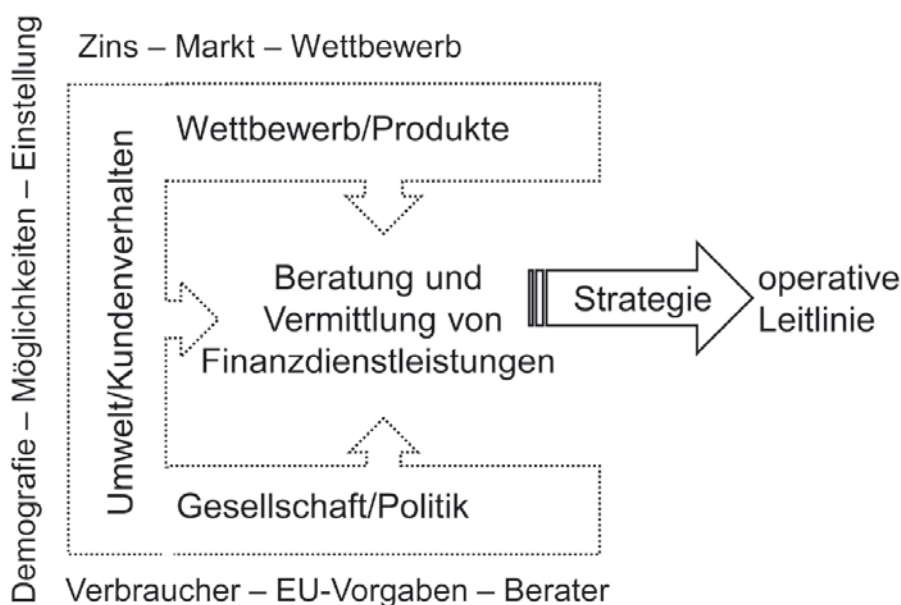 Zins – Markt – Wettbewerb
Demografie – Möglichkeiten – Einstellung
Umwelt/Kundenverhalten
Wettbewerb/Produkte
Beratung und
Vermittlung von
Finanzdienstleistungen
Strategie
operative
Leitlinie
Gesellschaft/Politik
Verbraucher – EU-Vorgaben – Berater